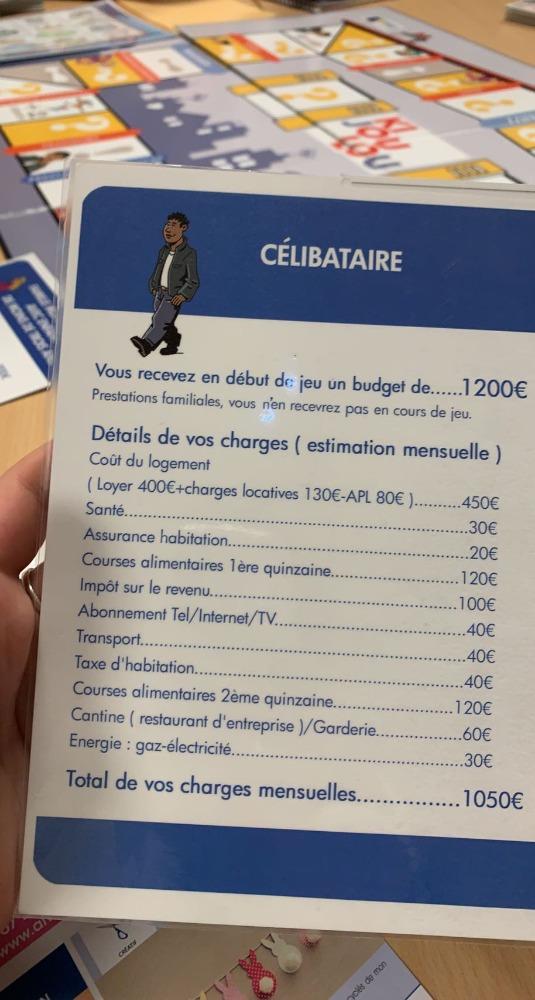 CÉLIBATAIRE
Vous recevez en début de jeu un budget de......1200€
Prestations familiales, vous n'en recevrez pas en cours de jeu.
Détails de vos charges ( estimation mensuelle )
Coût du logement
( Loyer 400€+charges locatives 130€-APL 80€ )..........450€
Santé..........30€
Assurance habitation..........20€
Courses alimentaires 1ère quinzaine..........120€
Impôt sur le revenu..........100€
Abonnement Tel/Internet/TV..........40€
Transport..........40€
Taxe d'habitation..........40€
Courses alimentaires 2ème quinzaine..........120€
Cantine ( restaurant d'entreprise )/Garderie..........60€
Energie : gaz-électricité..........30€
Total de vos charges mensuelles................1050€
www.
CRÉATIF
de mon